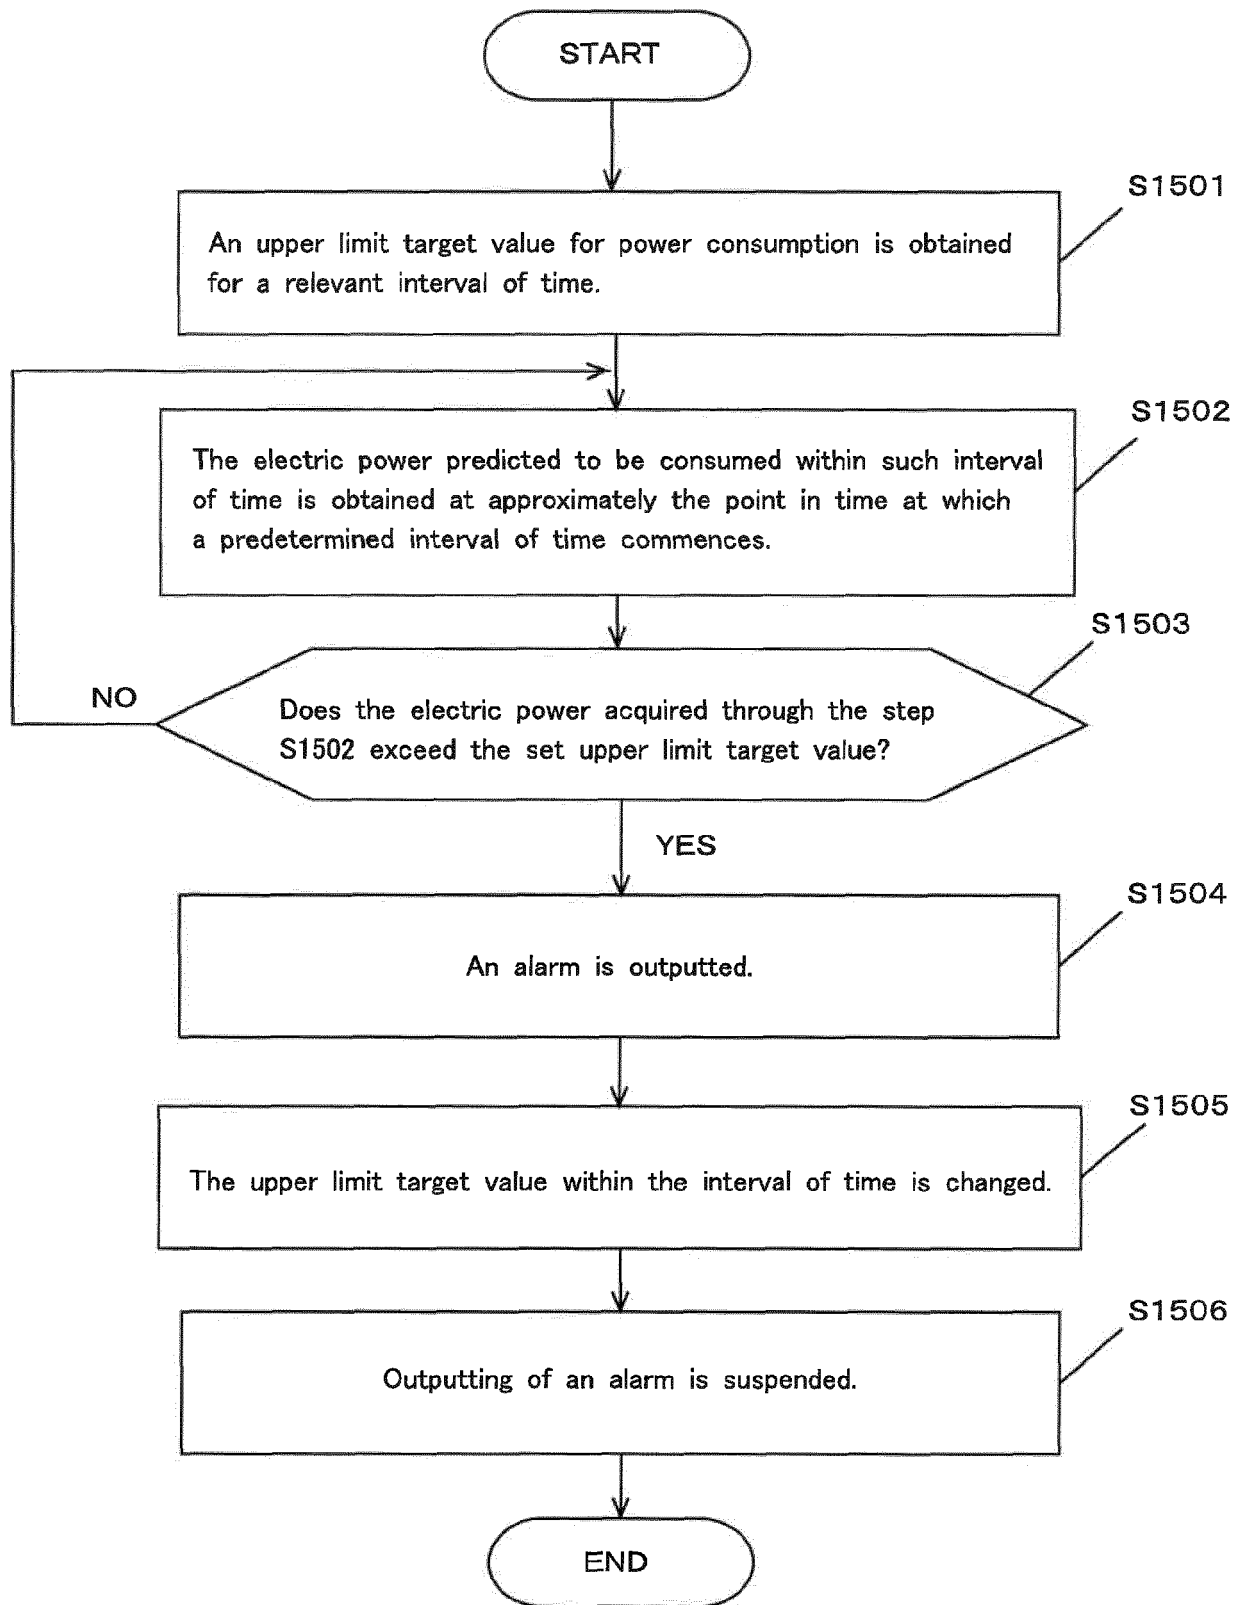 START
S1501
An upper limit target value for power consumption is obtained
for a relevant interval of time.
S1502
The electric power predicted to be consumed within such interval
of time is obtained at approximately the point in time at which
a predetermined interval of time commences.
S1503
NO
Does the electric power acquired through the step
S1502 exceed the set upper limit target value?
YES
S1504
An alarm is outputted.
S1505
The upper limit target value within the interval of time is changed.
S1506
Outputting of an alarm is suspended.
END